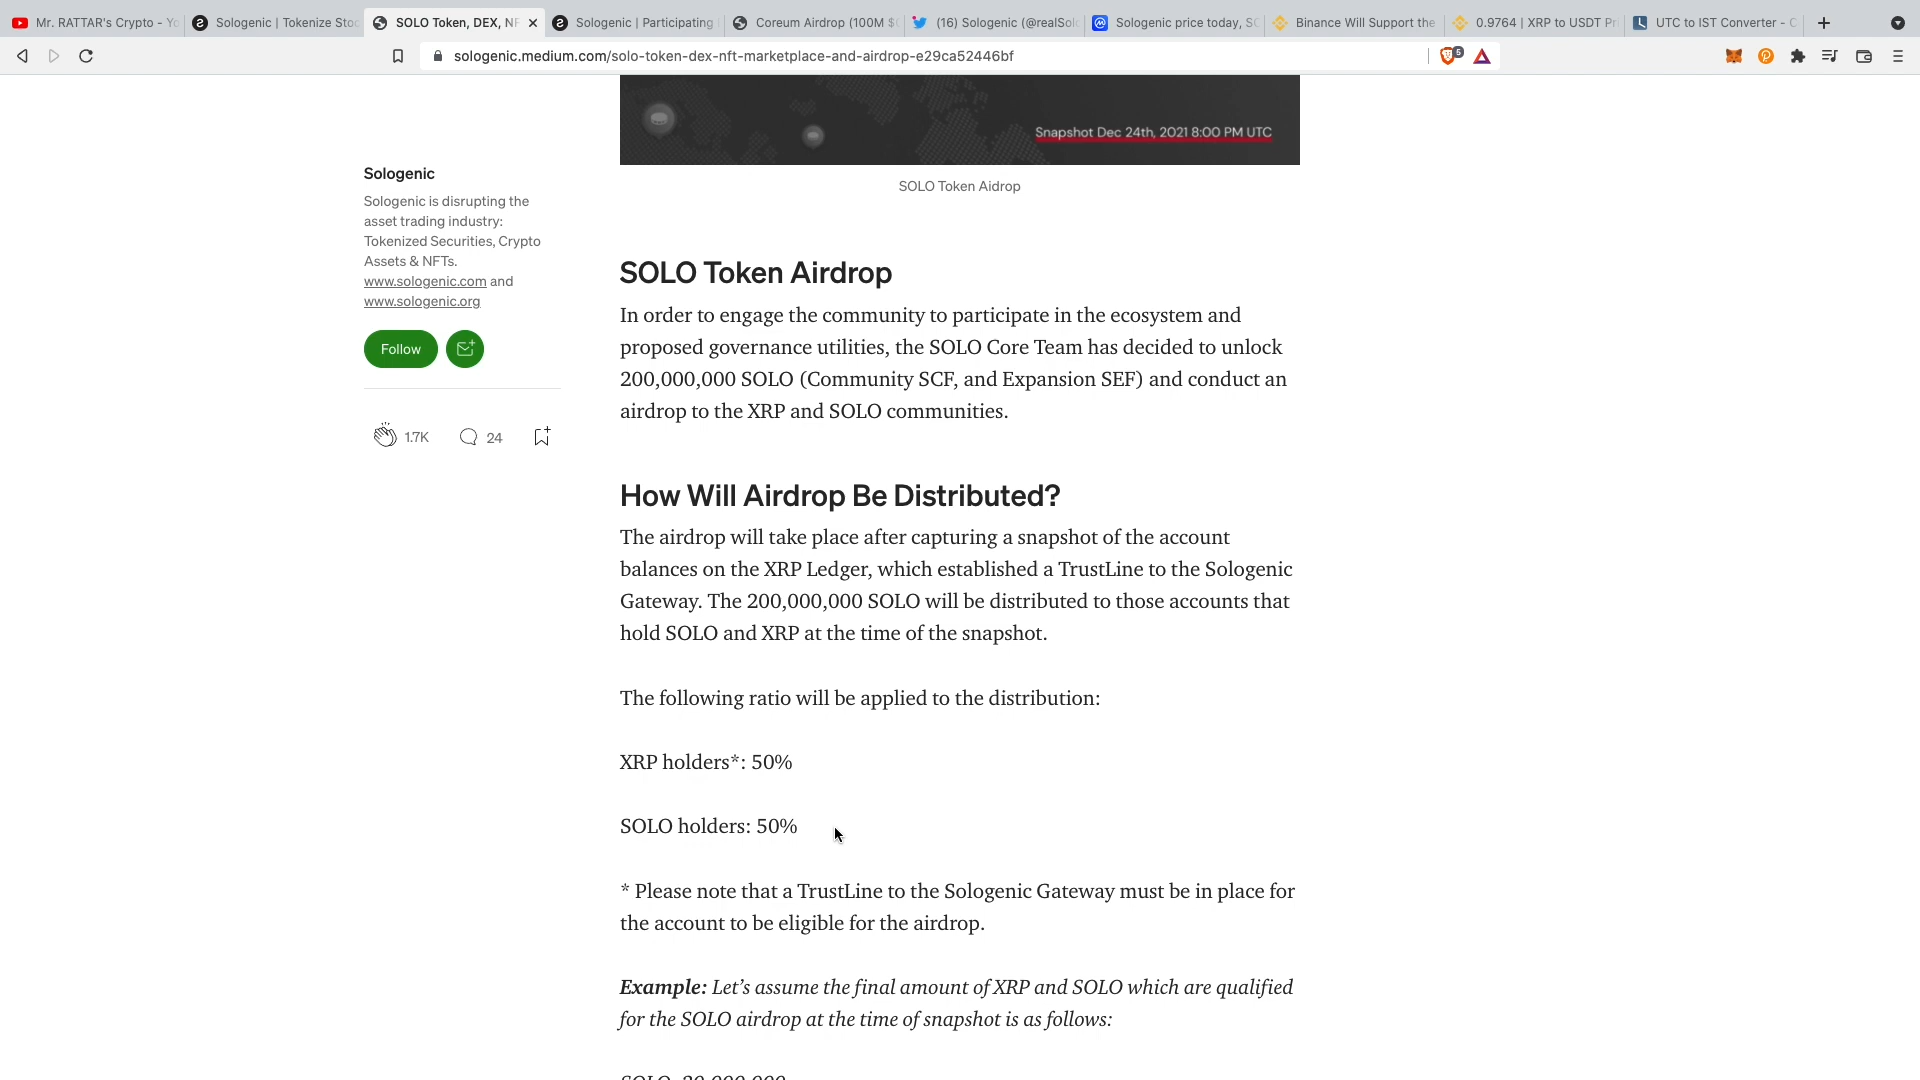 Mr. RATTAR's Crypto - Yo
Sologenic | Tokenize Stoc
SOLO Token, DEX, NF
Sologenic | Participating
Coreum Airdrop (100M $
(16) Sologenic (@realSolo
Sologenic price today, SO
Binance Will Support the
0.9764 | XRP to USDT Pri
UTC to IST Converter - C
sologenic.medium.com/solo-token-dex-nft-marketplace-and-airdrop-e29ca52446bf
5
Snapshot Dec 24th, 2021 8:00 PM UTC
SOLO Token Aidrop
Sologenic
Sologenic is disrupting the
asset trading industry:
Tokenized Securities, Crypto
Assets & NFTs.
www.sologenic.com and
www.sologenic.org
Follow
1.7K
24
SOLO Token Airdrop
In order to engage the community to participate in the ecosystem and
proposed governance utilities, the SOLO Core Team has decided to unlock
200,000,000 SOLO (Community SCF, and Expansion SEF) and conduct an
airdrop to the XRP and SOLO communities.
How Will Airdrop Be Distributed?
The airdrop will take place after capturing a snapshot of the account
balances on the XRP Ledger, which established a TrustLine to the Sologenic
Gateway. The 200,000,000 SOLO will be distributed to those accounts that
hold SOLO and XRP at the time of the snapshot.
The following ratio will be applied to the distribution:
XRP holders*: 50%
SOLO holders: 50%
* Please note that a TrustLine to the Sologenic Gateway must be in place for
the account to be eligible for the airdrop.
Example: Let's assume the final amount of XRP and SOLO which are qualified
for the SOLO airdrop at the time of snapshot is as follows: